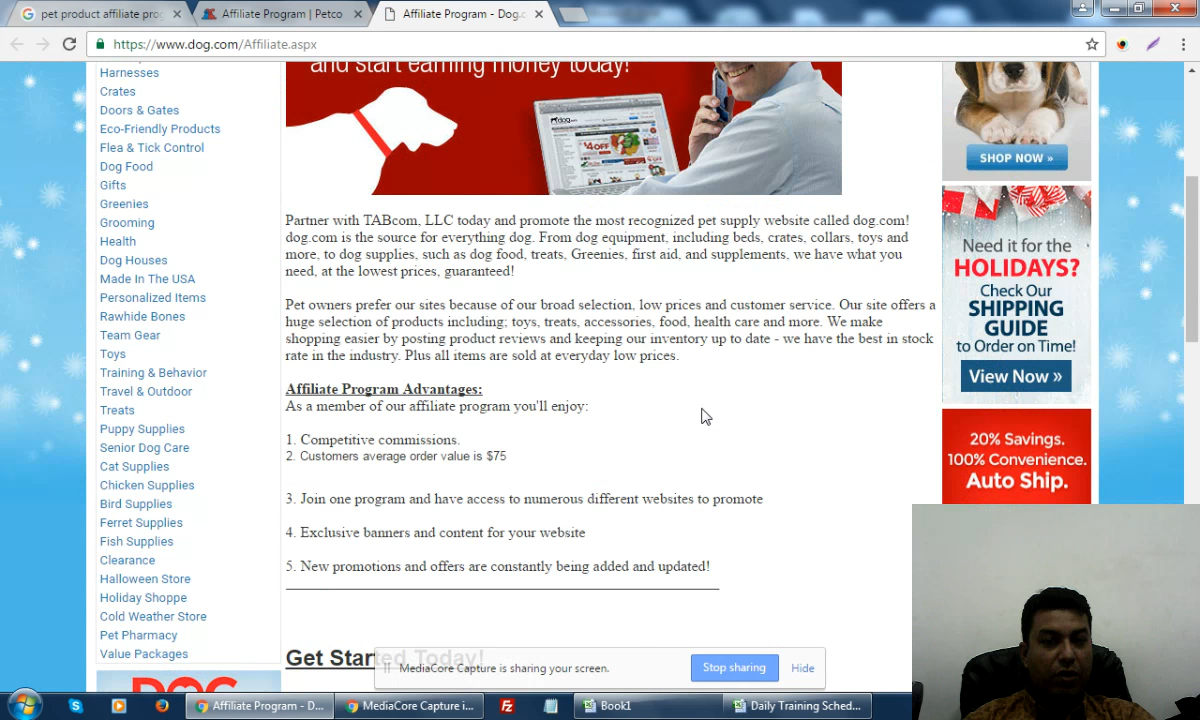 pet product affiliate prog
Affiliate Program | Petco
Affiliate Program - Dog.c
https://www.dog.com/Affiliate.aspx
Harnesses
Crates
Doors & Gates
Eco-Friendly Products
Flea & Tick Control
Dog Food
Gifts
Greenies
Grooming
Health
Dog Houses
Made In The USA
Personalized Items
Rawhide Bones
Team Gear
Toys
Training & Behavior
Travel & Outdoor
Treats
Puppy Supplies
Senior Dog Care
Cat Supplies
Chicken Supplies
Bird Supplies
Ferret Supplies
Fish Supplies
Clearance
Halloween Store
Holiday Shoppe
Cold Weather Store
Pet Pharmacy
Value Packages
DOG
and start earning money today!
Partner with TABcom, LLC today and promote the most recognized pet supply website called dog.com!
dog.com is the source for everything dog. From dog equipment, including beds, crates, collars, toys and
more, to dog supplies, such as dog food, treats, Greenies, first aid, and supplements, we have what you
need, at the lowest prices, guaranteed!
Pet owners prefer our sites because of our broad selection, low prices and customer service. Our site offers a
huge selection of products including; toys, treats, accessories, food, health care and more. We make
shopping easier by posting product reviews and keeping our inventory up to date - we have the best in stock
rate in the industry. Plus all items are sold at everyday low prices.
Affiliate Program Advantages:
As a member of our affiliate program you'll enjoy:
1. Competitive commissions.
2. Customers average order value is $75
3. Join one program and have access to numerous different websites to promote
4. Exclusive banners and content for your website
5. New promotions and offers are constantly being added and updated!
Get Started Today!
SHOP NOW »
Need it for the
HOLIDAYS?
Check Our
SHIPPING
GUIDE
to Order on Time!
View Now »
20% Savings.
100% Convenience.
Auto Ship.
MediaCore Capture is sharing your screen.
Stop sharing
Hide
Affiliate Program - D...
MediaCore Capture i...
Book1
Daily Training Sched...